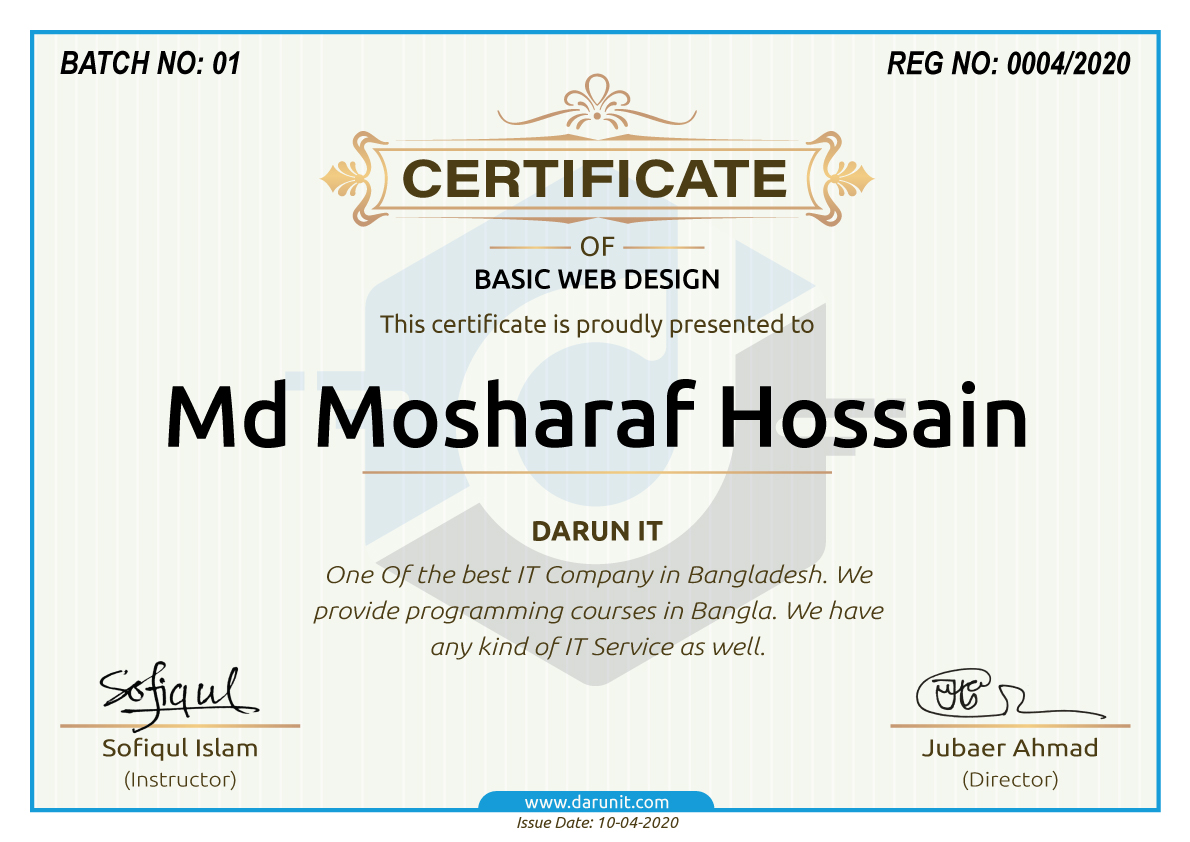 BATCH NO: 01
REG NO: 0004/2020
CERTIFICATE
OF
BASIC WEB DESIGN
This certificate is proudly presented to
Md Mosharaf Hossain
DARUN IT
One Of the best IT Company in Bangladesh. We
provide programming courses in Bangla. We have
any kind of IT Service as well.
Sofiqul
Sofiqul Islam
(Instructor)
Jubaer Ahmad
(Director)
www.darunit.com
Issue Date: 10-04-2020